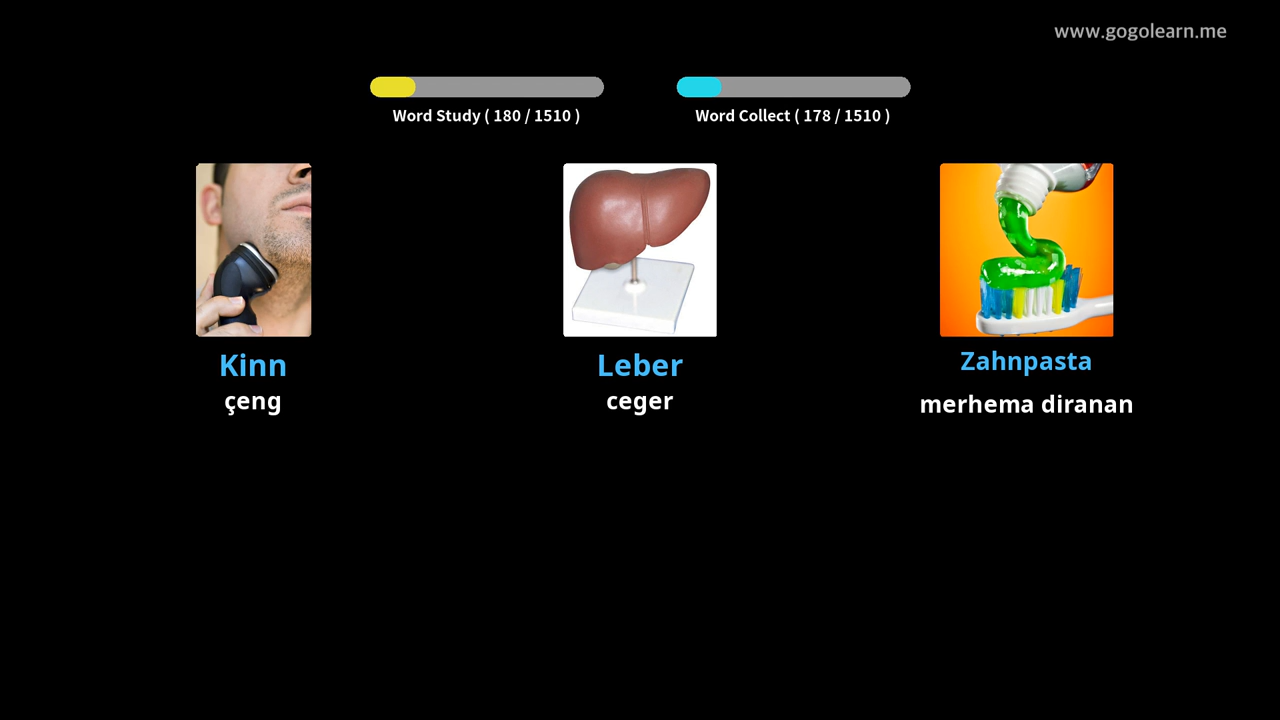 www.gogolearn.me
Word Study ( 180 / 1510 )
Word Collect ( 178 / 1510 )
Kinn
çeng
Leber
ceger
Zahnpasta
merhema diranan